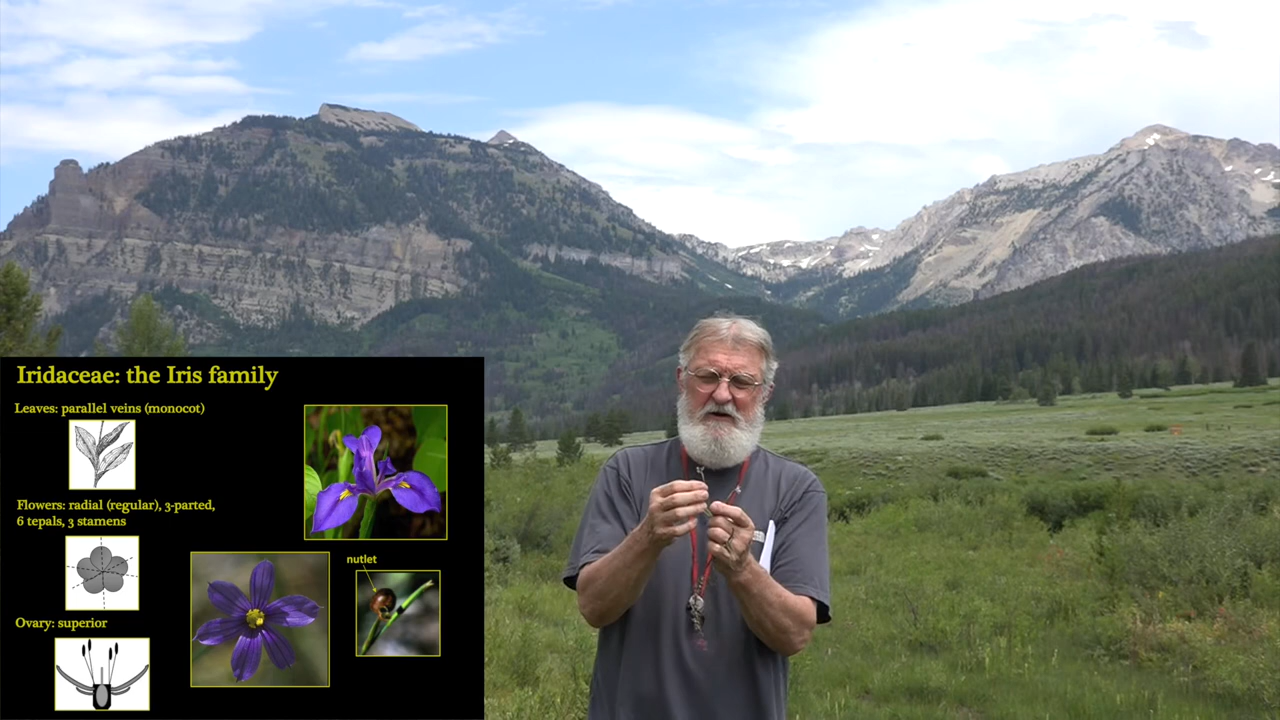 Iridaceae: the Iris family
Leaves: parallel veins (monocot)
Flowers: radial (regular), 3-parted,
6 tepals, 3 stamens
nutlet
Ovary: superior